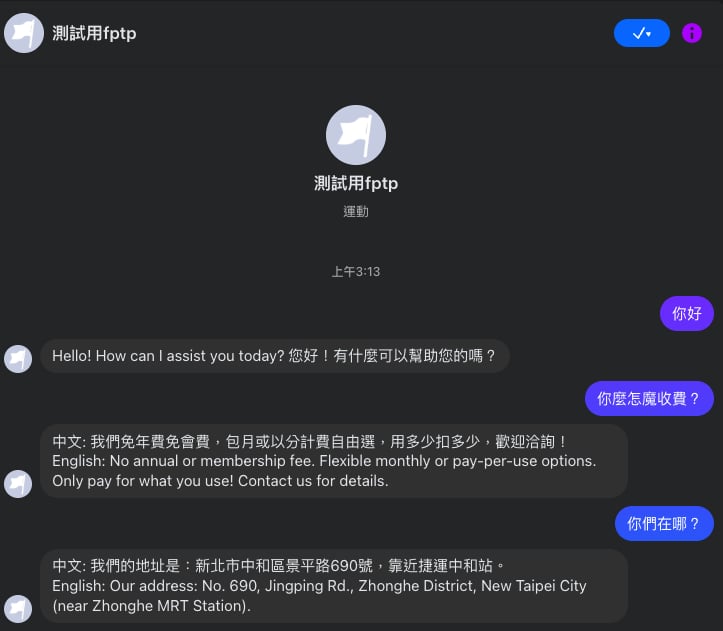 測試用fptp
測試用fptp
運動
上午3:13
你好
Hello! How can I assist you today? 您好！有什麼可以幫助您的嗎？
你麼怎魔收費？
中文: 我們免年費免會費，包月或以分計費自由選，用多少扣多少，歡迎洽詢！
English: No annual or membership fee. Flexible monthly or pay-per-use options.
Only pay for what you use! Contact us for details.
你們在哪？
中文: 我們的地址是：新北市中和區景平路690號，靠近捷運中和站。
English: Our address: No. 690, Jingping Rd., Zhonghe District, New Taipei City
(near Zhonghe MRT Station).